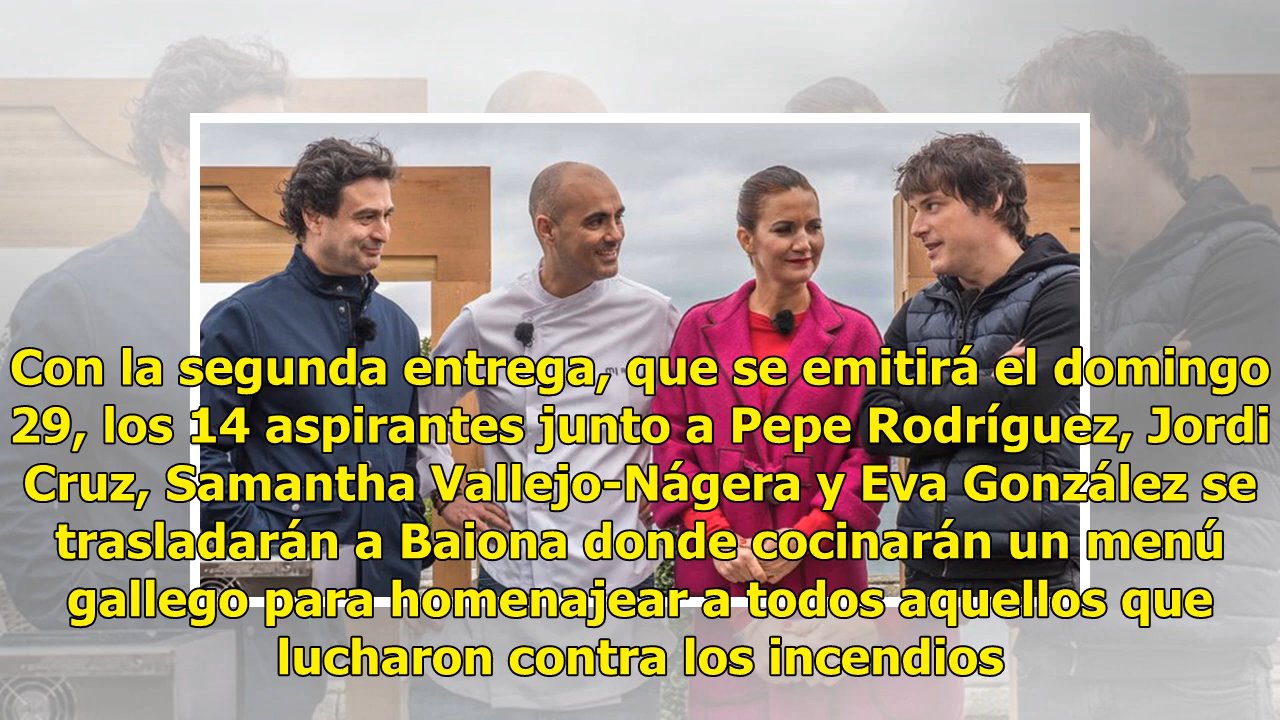 Con la segunda entrega, que se emitirá el domingo
29, los 14 aspirantes junto a Pepe Rodríguez, Jordi
Cruz, Samantha Vallejo-Nágera y Eva González se
trasladarán a Baiona donde cocinarán un menú
gallego para homenajear a todos aquellos que
lucharon contra los incendios